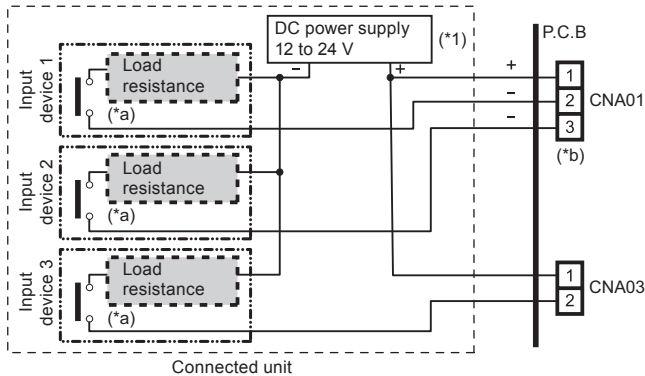 DC power supply
12 to 24 V
(*1)
P.C.B
Input
device 1
Load
resistance
(*a)
–
+
+
–
–
1
2
3
CNA01
(*b)
Input
device 2
Load
resistance
(*a)
Input
device 3
Load
resistance
(*a)
1
2
CNA03
Connected unit